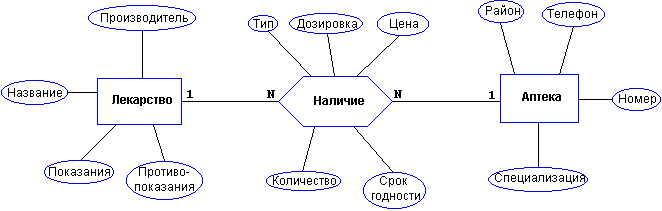 Производитель
Тип
Дозировка
Цена
Район
Телефон
Название
Лекарство
1
N
Наличие
N
1
Аптека
Номер
Показания
Противо-
показания
Количество
Срок
годности
Специализация